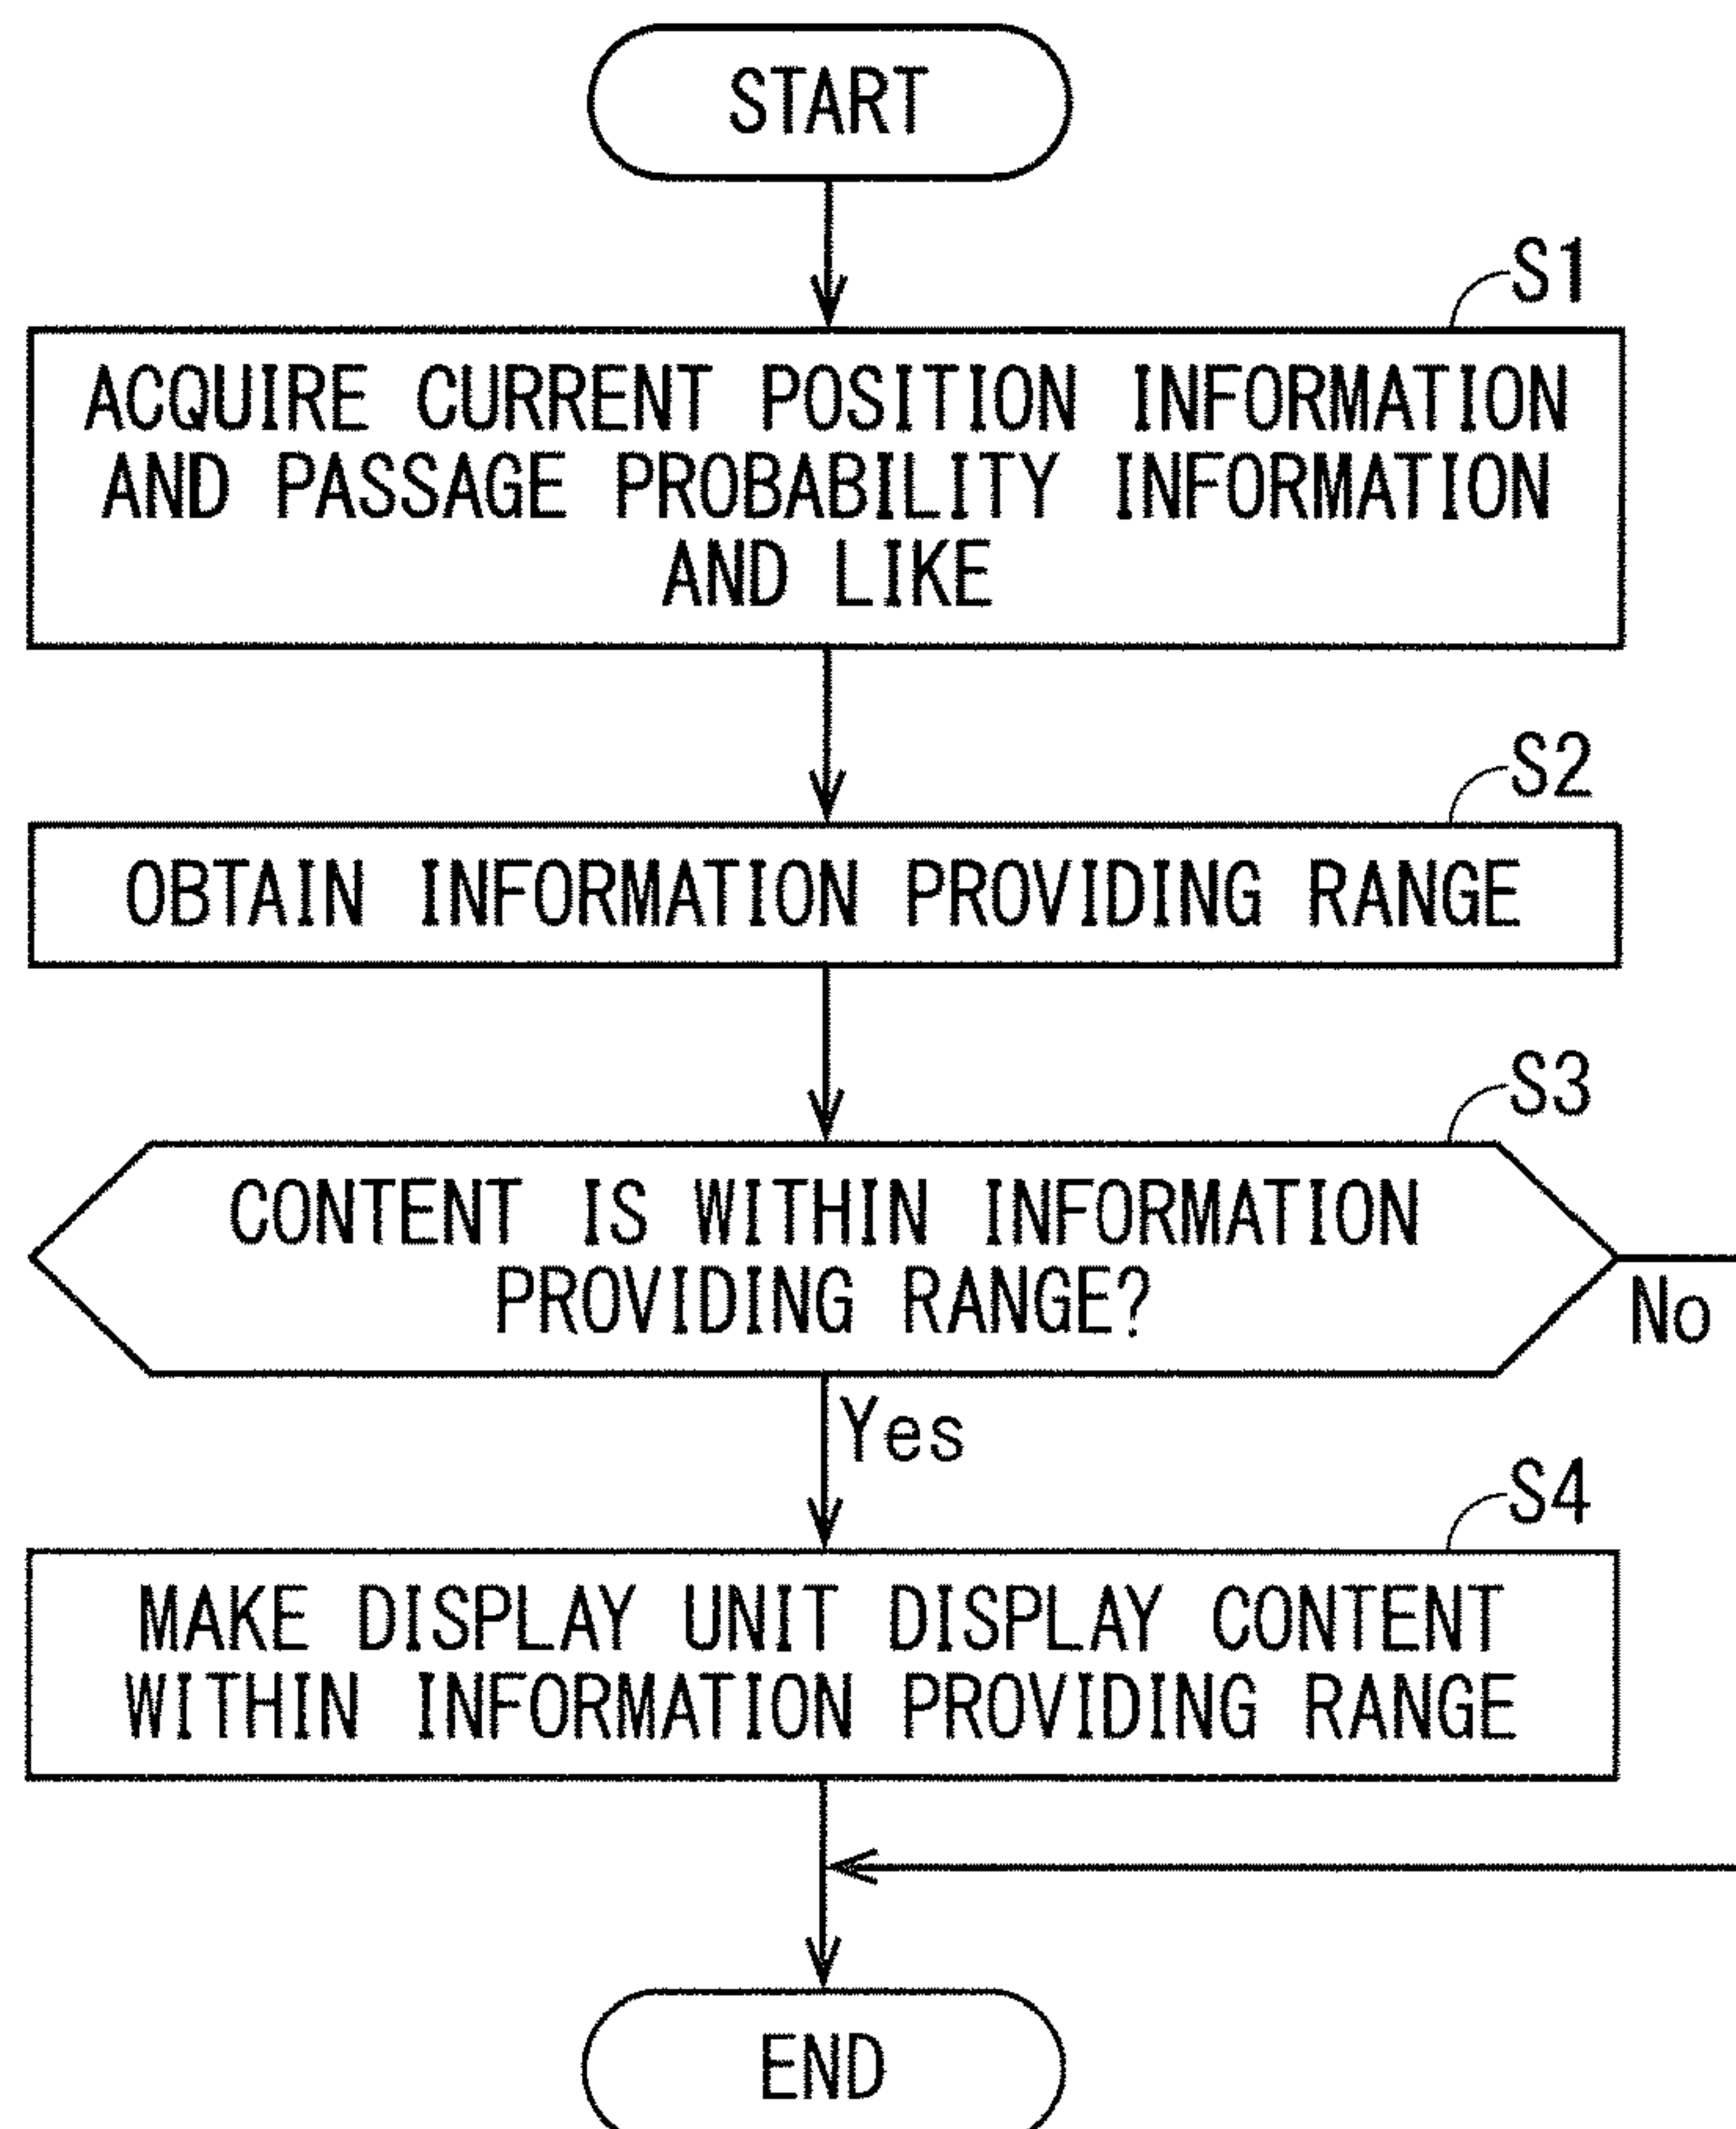 START
S1
ACQUIRE CURRENT POSITION INFORMATION
AND PASSAGE PROBABILITY INFORMATION
AND LIKE
S2
OBTAIN INFORMATION PROVIDING RANGE
S3
CONTENT IS WITHIN INFORMATION
PROVIDING RANGE?
No
Yes
S4
MAKE DISPLAY UNIT DISPLAY CONTENT
WITHIN INFORMATION PROVIDING RANGE
END